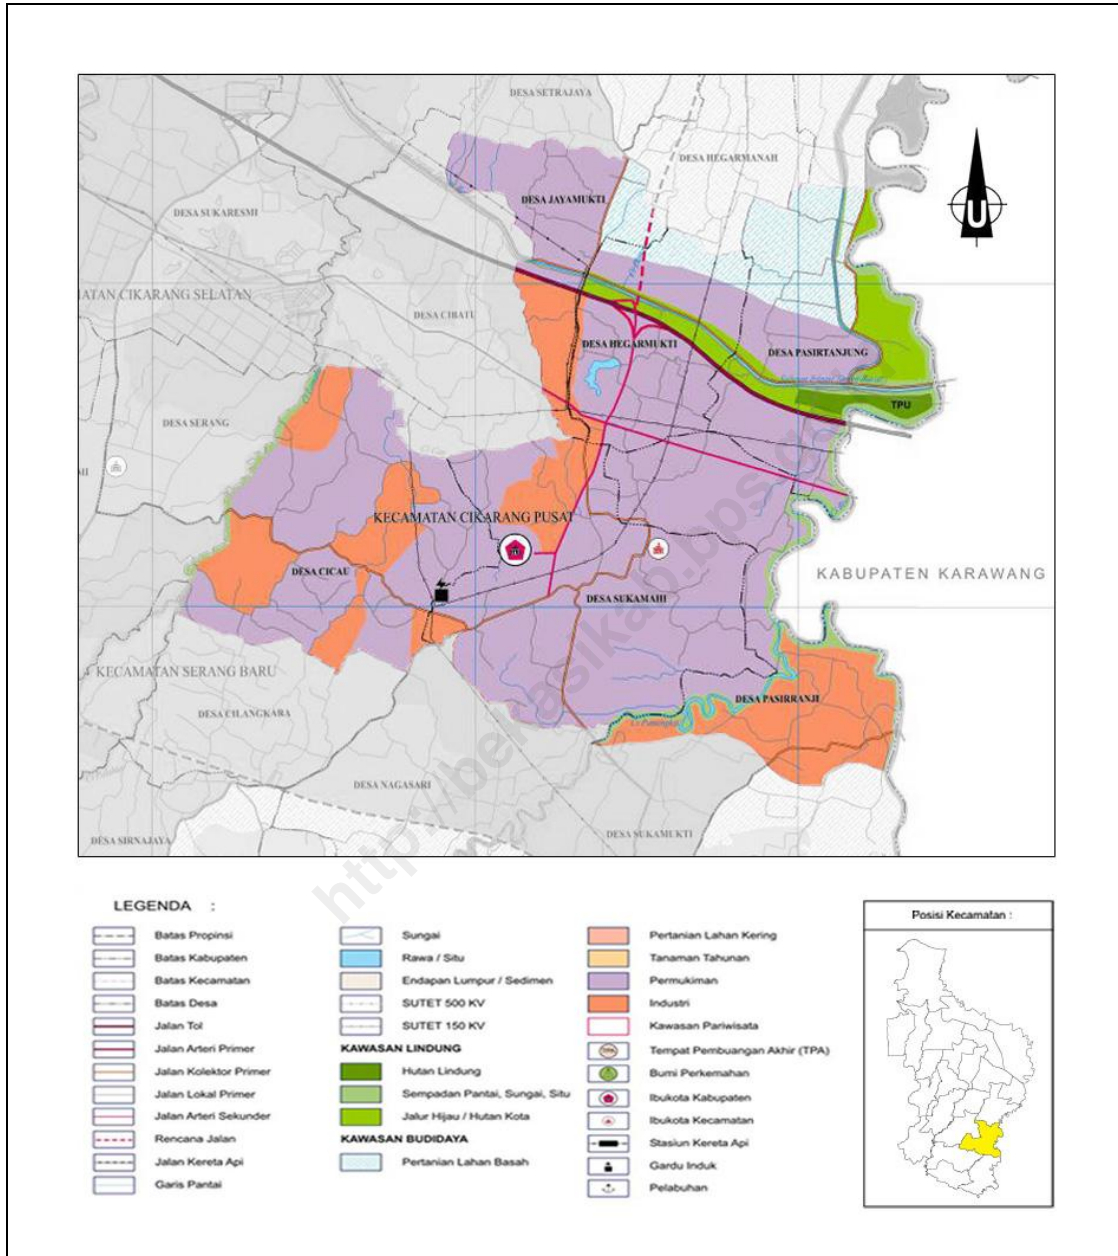 DESA SETRAJAYA
DESA HEGARMANAH
DESA JAYAMUKTI
DESA SUKARESMI
U
MATAN CIKARANG SELATAN
DESA CIBATU
DESA HEGARMUKTI
DESA PASIRTANJUNG
TPU
DESA SERANG
KECAMATAN CIKARANG PUSAT
DESA CICAU
KABUPATEN KARAWANG
DESA SUKAMAHI
KECAMATAN SERANG BARU
DESA PASIRRANJI
DESA CILANGKARA
DESA NAGASARI
DESA SIRNAJAYA
DESA SUKAMUKTI
http://bekasikab.bps.go.id
LEGENDA :
Batas Propinsi
Batas Kabupaten
Batas Kecamatan
Batas Desa
Jalan Tol
Jalan Arteri Primer
Jalan Kolektor Primer
Jalan Lokal Primer
Jalan Arteri Sekunder
Rencana Jalan
Jalan Kereta Api
Garis Pantai
Sungai
Rawa / Situ
Endapan Lumpur / Sedimen
SUTET 500 KV
SUTET 150 KV
KAWASAN LINDUNG
Hutan Lindung
Sempadan Pantai, Sungai, Situ
Jalur Hijau / Hutan Kota
KAWASAN BUDIDAYA
Pertanian Lahan Basah
Pertanian Lahan Kering
Tanaman Tahunan
Permukiman
Industri
Kawasan Pariwisata
Tempat Pembuangan Akhir (TPA)
Bumi Perkemahan
Ibukota Kabupaten
Ibukota Kecamatan
Stasiun Kereta Api
Gardu Induk
Pelabuhan
Posisi Kecamatan :